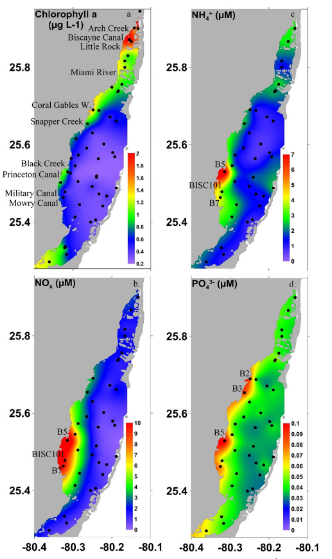 Chlorophyll a
(µg L-1)
a
Arch Creek
Biscayne Canal
Little Rock
25.8
Miami River
Coral Gables W.
Snapper Creek
25.6
Black Creek
Princeton Canal
Military Canal
Mowry Canal
25.4
2
1.8
1.6
1.4
1.2
1
0.8
0.6
0.4
0.2
NH₄⁺ (µM)
c
25.8
25.6
B5
BISC101
B7
25.4
7
6
5
4
3
2
1
0
NOₓ (µM)
b
25.8
25.6
B5
BISC101
B7
25.4
10
9
8
7
6
5
4
3
2
1
0
-80.4 -80.3 -80.2 -80.1
PO₄³⁻ (µM)
d
25.8
B2
B3
25.6
B5
BISC101
B7
25.4
0.1
0.09
0.08
0.07
0.06
0.05
0.04
0.03
0.02
0.01
0
-80.4 -80.3 -80.2 -80.1